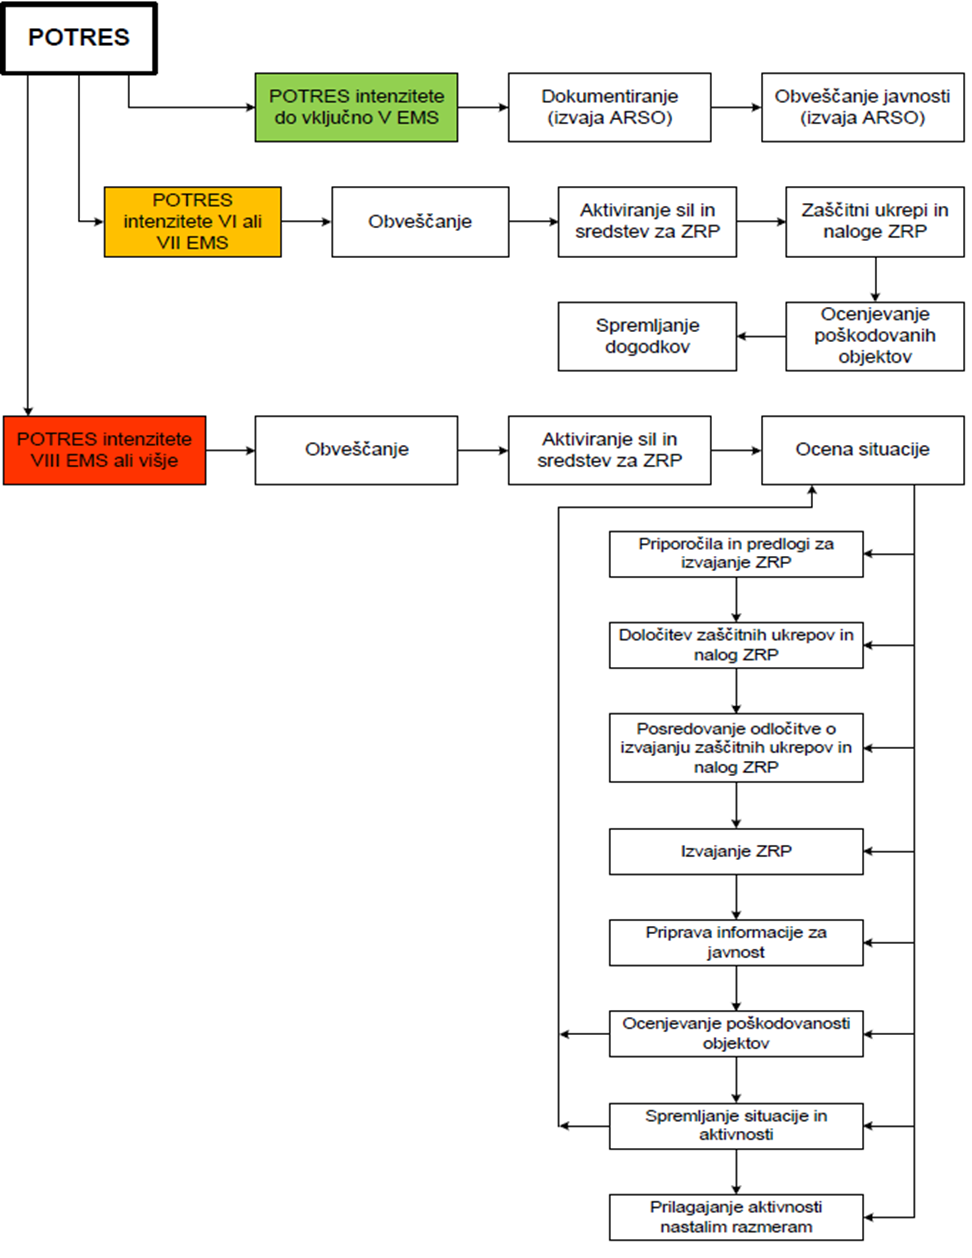 POTRES
POTRES intenzitete
do vključno V EMS
Dokumentiranje
(izvaja ARSO)
Obveščanje javnosti
(izvaja ARSO)
POTRES
intenzitete VI ali
VII EMS
Obveščanje
Aktiviranje sil in
sredstev za ZRP
Zaščitni ukrepi in
naloge ZRP
Ocenjevanje
poškodovanih
objektov
Spremljanje
dogodkov
POTRES intenzitete
VIII EMS ali višje
Obveščanje
Aktiviranje sil in
sredstev za ZRP
Ocena situacije
Priporočila in predlogi za
izvajanje ZRP
Določitev zaščitnih ukrepov in
nalog ZRP
Posredovanje odločitve o
izvajanju zaščitnih ukrepov in
nalog ZRP
Izvajanje ZRP
Priprava informacije za
javnost
Ocenjevanje poškodovanosti
objektov
Spremljanje situacije in
aktivnosti
Prilagajanje aktivnosti
nastalim razmeram